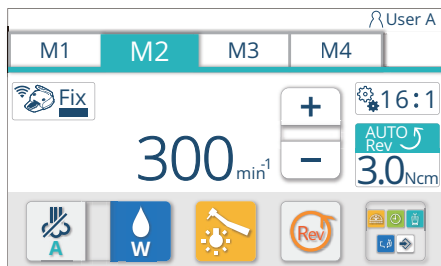 User A
M1 M2 M3 M4
Fix
16:1
300 min⁻¹
+
−
AUTO
Rev
3.0Ncm
A
W
Rev